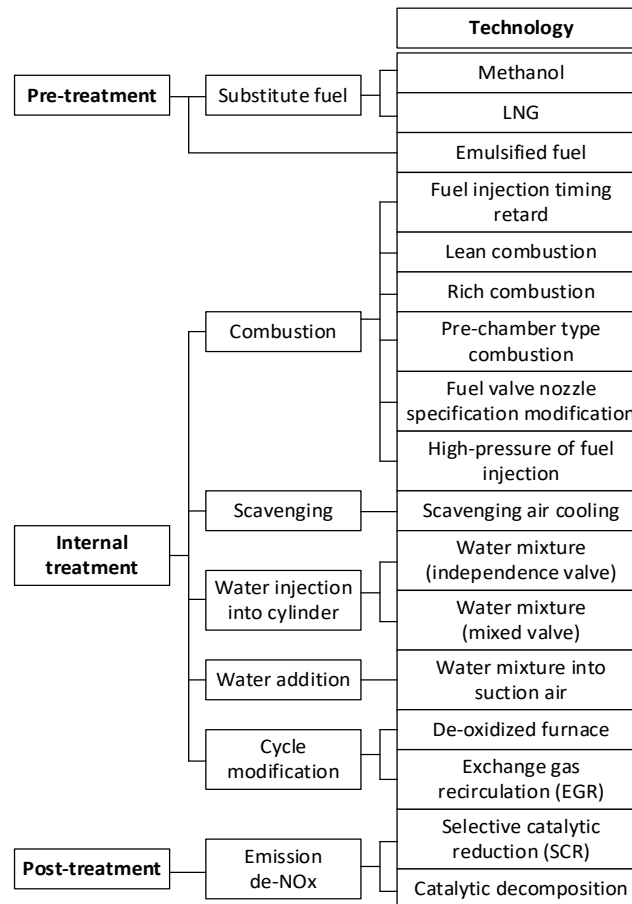 Technology
Pre-treatment
Substitute fuel
Methanol
LNG
Emulsified fuel
Internal
treatment
Combustion
Fuel injection timing
retard
Lean combustion
Rich combustion
Pre-chamber type
combustion
Fuel valve nozzle
specification modification
High-pressure of fuel
injection
Scavenging
Scavenging air cooling
Water injection
into cylinder
Water mixture
(independence valve)
Water mixture
(mixed valve)
Water addition
Water mixture into
suction air
Cycle
modification
De-oxidized furnace
Exchange gas
recirculation (EGR)
Post-treatment
Emission
de-NOx
Selective catalytic
reduction (SCR)
Catalytic decomposition